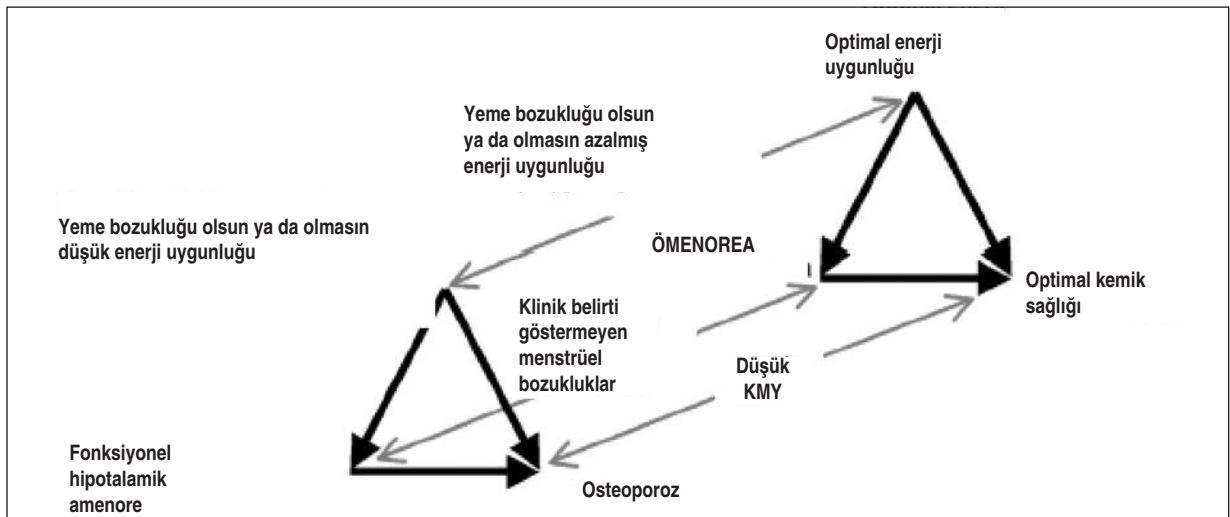 Optimal enerji
uygunluğu
Yeme bozukluğu olsun
ya da olmasın azalmış
enerji uygunluğu
Yeme bozukluğu olsun ya da olmasın
düşük enerji uygunluğu
ÖMENOREA
Optimal kemik
sağlığı
Klinik belirti
göstermeyen
menstrüel
bozukluklar
Düşük
KMY
Fonksiyonel
hipotalamik
amenore
Osteoporoz